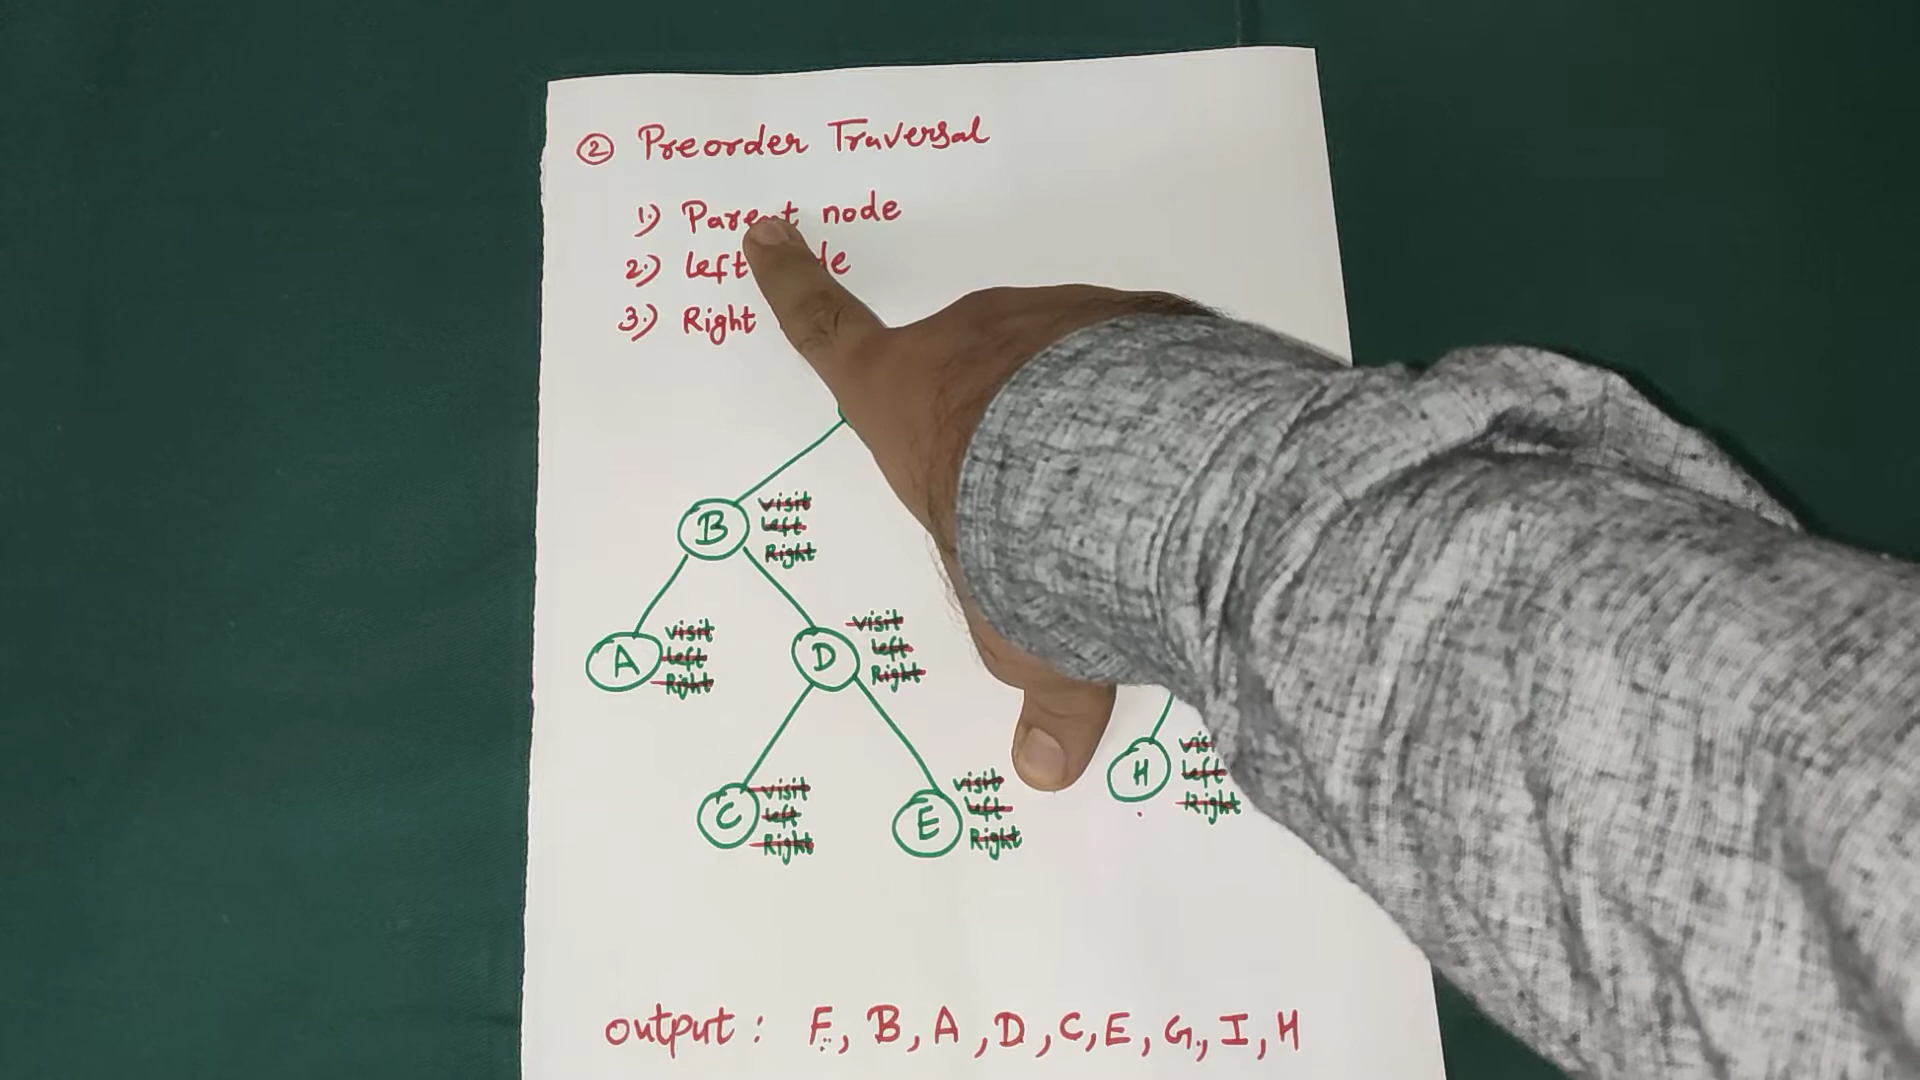 ② Preorder Traversal
1.) Parent node
2.) Left
3.) Right
B
visit
left
Right
A
visit
left
Right
D
visit
left
Right
C
visit
left
Right
E
visit
left
Right
H
left
Right
output : F, B, A, D, C, E, G, I, H